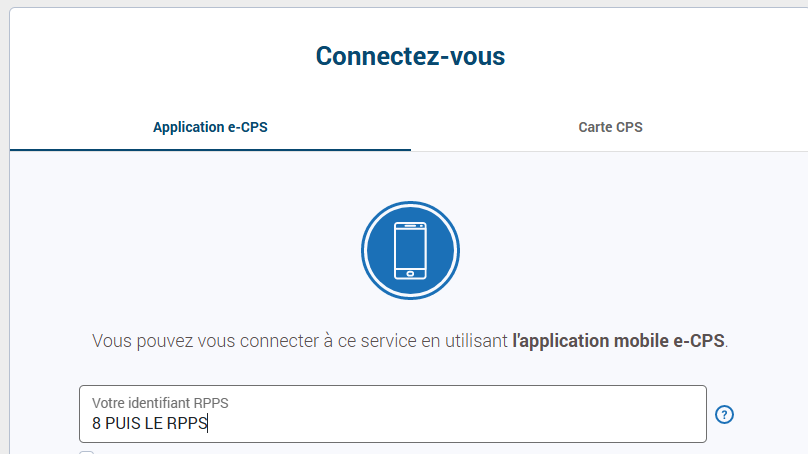 Connectez-vous
Application e-CPS
Carte CPS
Vous pouvez vous connecter à ce service en utilisant l'application mobile e-CPS.
Votre identifiant RPPS
8 PUIS LE RPPS
?